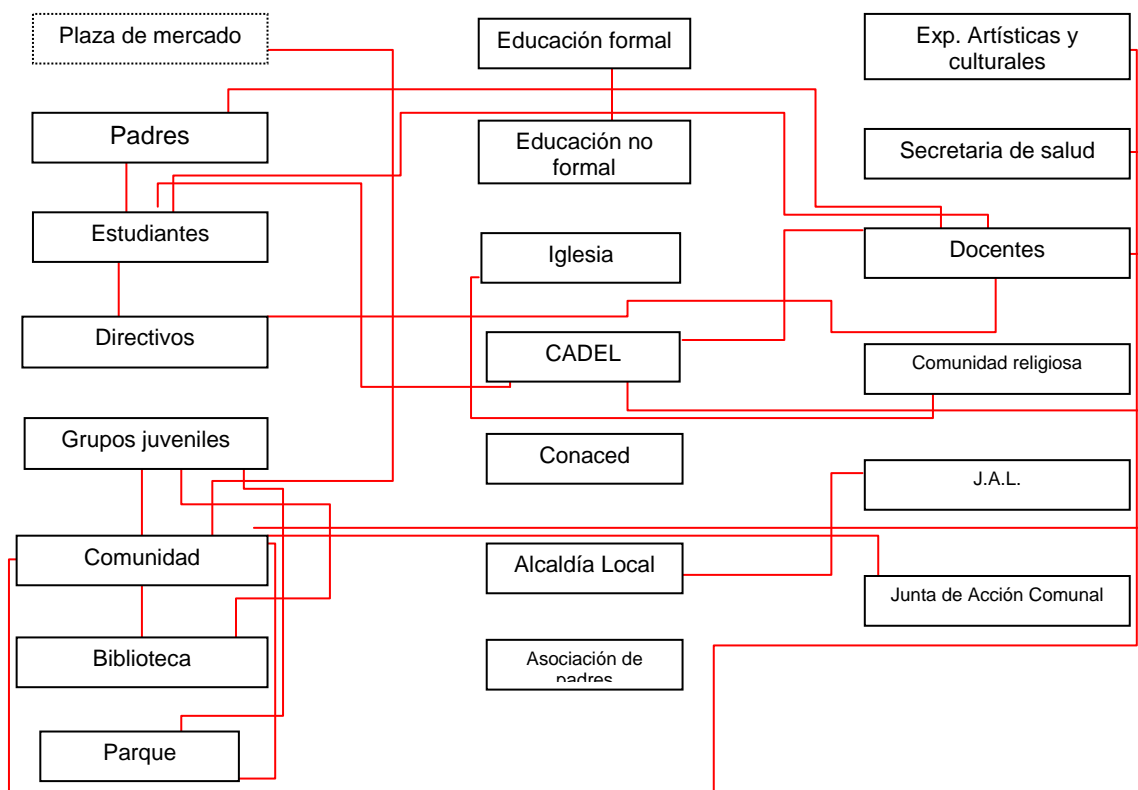 Plaza de mercado
Educación formal
Exp. Artísticas y
culturales
Padres
Educación no
formal
Secretaria de salud
Estudiantes
Iglesia
Docentes
Directivos
CADEL
Comunidad religiosa
Grupos juveniles
Conaced
J.A.L.
Comunidad
Alcaldía Local
Junta de Acción Comunal
Biblioteca
Asociación de
padres
Parque